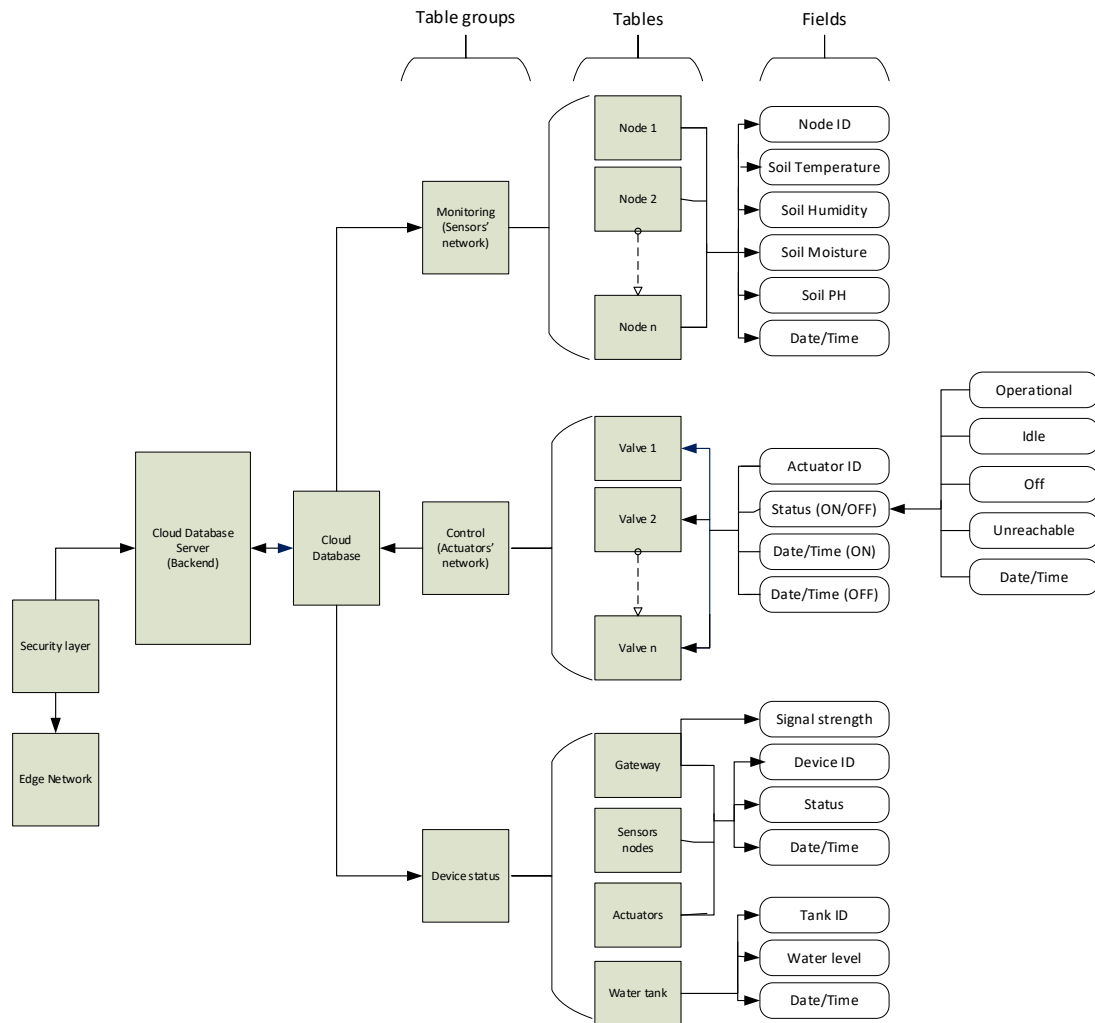 Table groups
Tables
Fields
Node 1
Node 2
Node n
Monitoring
(Sensors'
network)
Node ID
Soil Temperature
Soil Humidity
Soil Moisture
Soil PH
Date/Time
Operational
Idle
Off
Unreachable
Date/Time
Valve 1
Valve 2
Valve n
Actuator ID
Status (ON/OFF)
Date/Time (ON)
Date/Time (OFF)
Control
(Actuators'
network)
Cloud
Database
Cloud Database
Server
(Backend)
Security layer
Edge Network
Device status
Gateway
Sensors
nodes
Actuators
Water tank
Signal strength
Device ID
Status
Date/Time
Tank ID
Water level
Date/Time